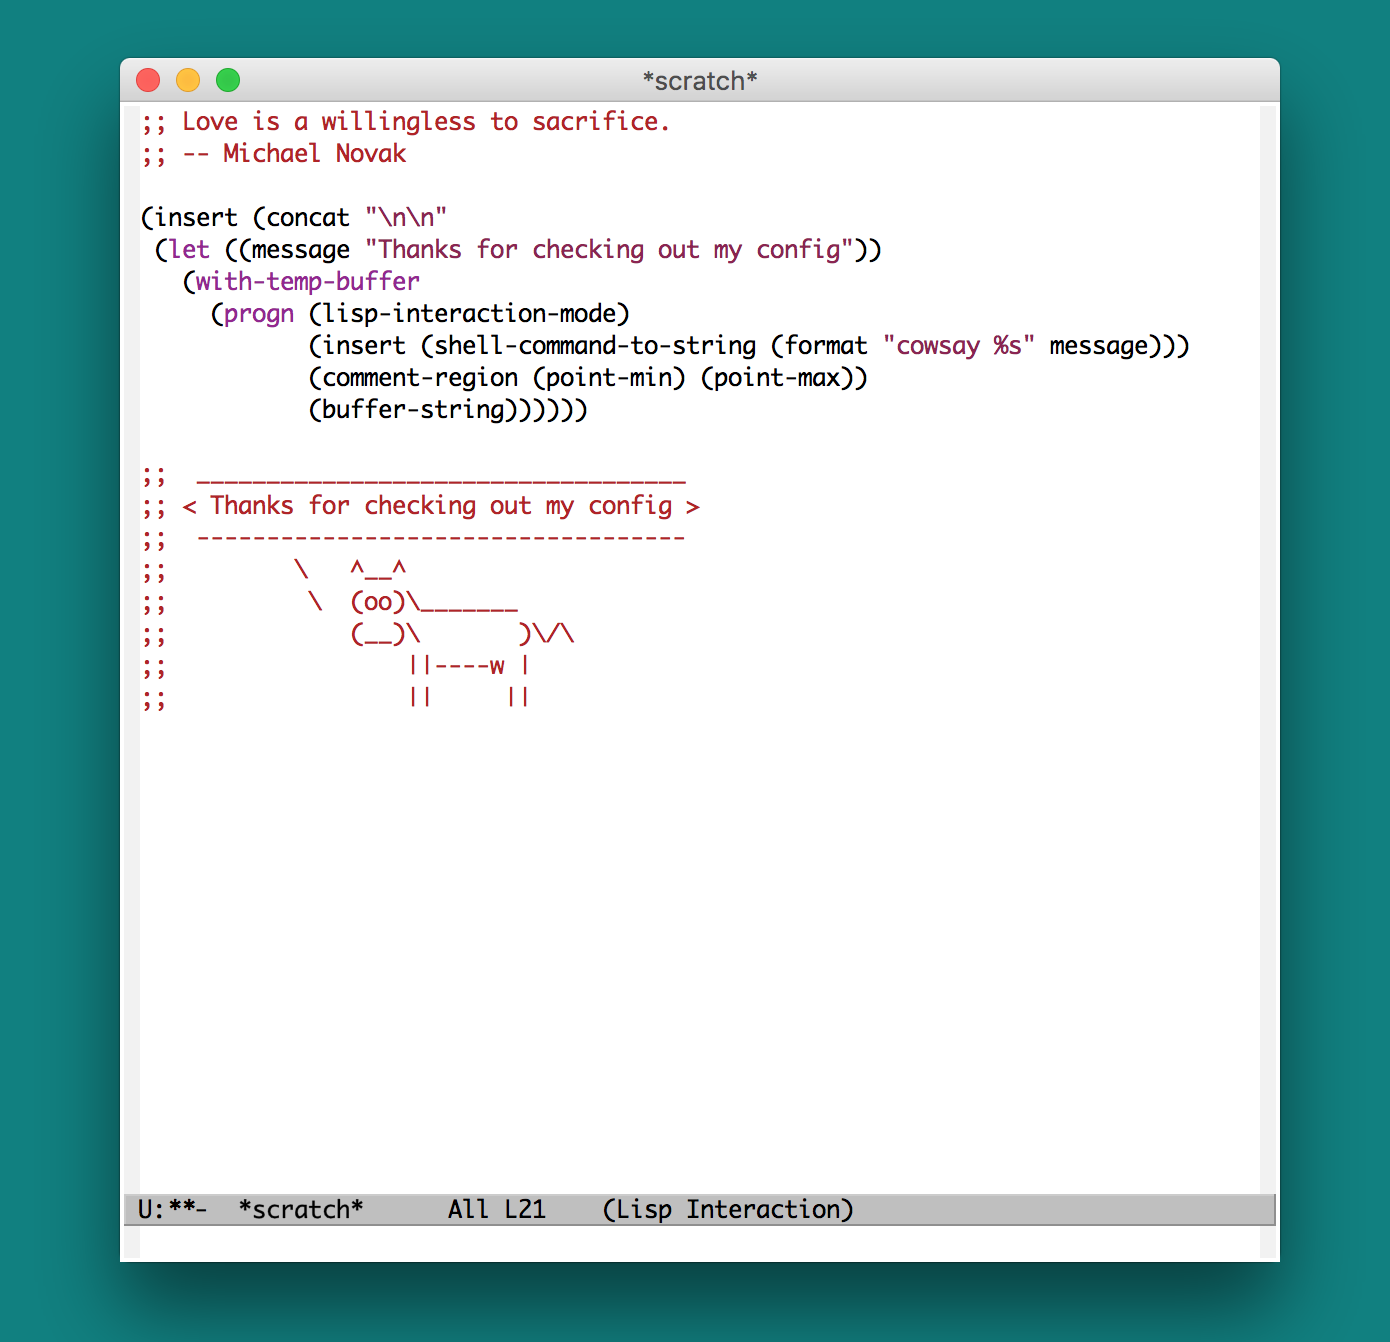 *scratch*
;; Love is a willingless to sacrifice.
;; -- Michael Novak

(insert (concat "\n\n"
 (let ((message "Thanks for checking out my config"))
   (with-temp-buffer
     (progn (lisp-interaction-mode)
            (insert (shell-command-to-string (format "cowsay %s" message)))
            (comment-region (point-min) (point-max))
            (buffer-string))))))

;;  ___________________________________
;; < Thanks for checking out my config >
;;  -----------------------------------
;;         \   ^__^
;;          \  (oo)\_______
;;             (__)\       )\/\
;;                 ||----w |
;;                 ||     ||
U:**-  *scratch*      All L21    (Lisp Interaction)